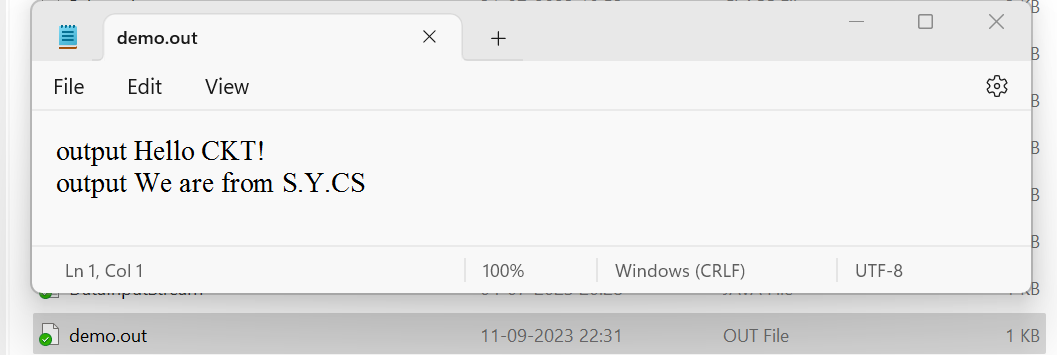 demo.out
File Edit View
output Hello CKT!
output We are from S.Y.CS
Ln 1, Col 1 100% Windows (CRLF) UTF-8
demo.out 11-09-2023 22:31 OUT File 1 KB